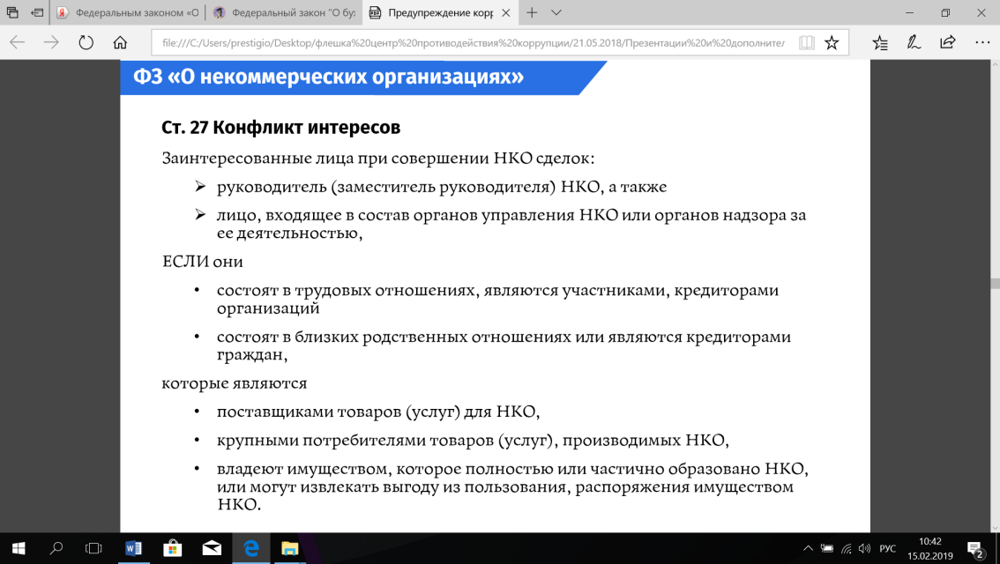 Федеральным законом «О
Федеральный закон "О бу
Предупреждение корр
file:///C:/Users/prestigio/Desktop/флешка%20центр%20противодействия%20коррупции/21.05.2018/Презентации%20и%20дополнител
ФЗ «О некоммерческих организациях»
Ст. 27 Конфликт интересов
Заинтересованные лица при совершении НКО сделок:
➢ руководитель (заместитель руководителя) НКО, а также
➢ лицо, входящее в состав органов управления НКО или органов надзора за
ее деятельностью,
ЕСЛИ они
• состоят в трудовых отношениях, являются участниками, кредиторами
организаций
• состоят в близких родственных отношениях или являются кредиторами
граждан,
которые являются
• поставщиками товаров (услуг) для НКО,
• крупными потребителями товаров (услуг), производимых НКО,
• владеют имуществом, которое полностью или частично образовано НКО,
или могут извлекать выгоду из пользования, распоряжения имуществом
НКО.
РУС
10:42
15.02.2019
2